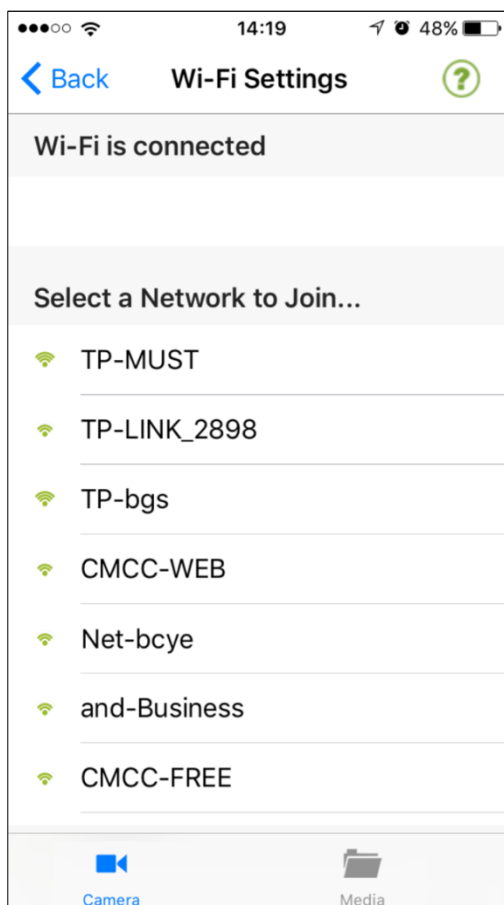 14:19 48%
Back Wi-Fi Settings ?
Wi-Fi is connected
Select a Network to Join...
TP-MUST
TP-LINK_2898
TP-bgs
CMCC-WEB
Net-bcye
and-Business
CMCC-FREE
Camera Media